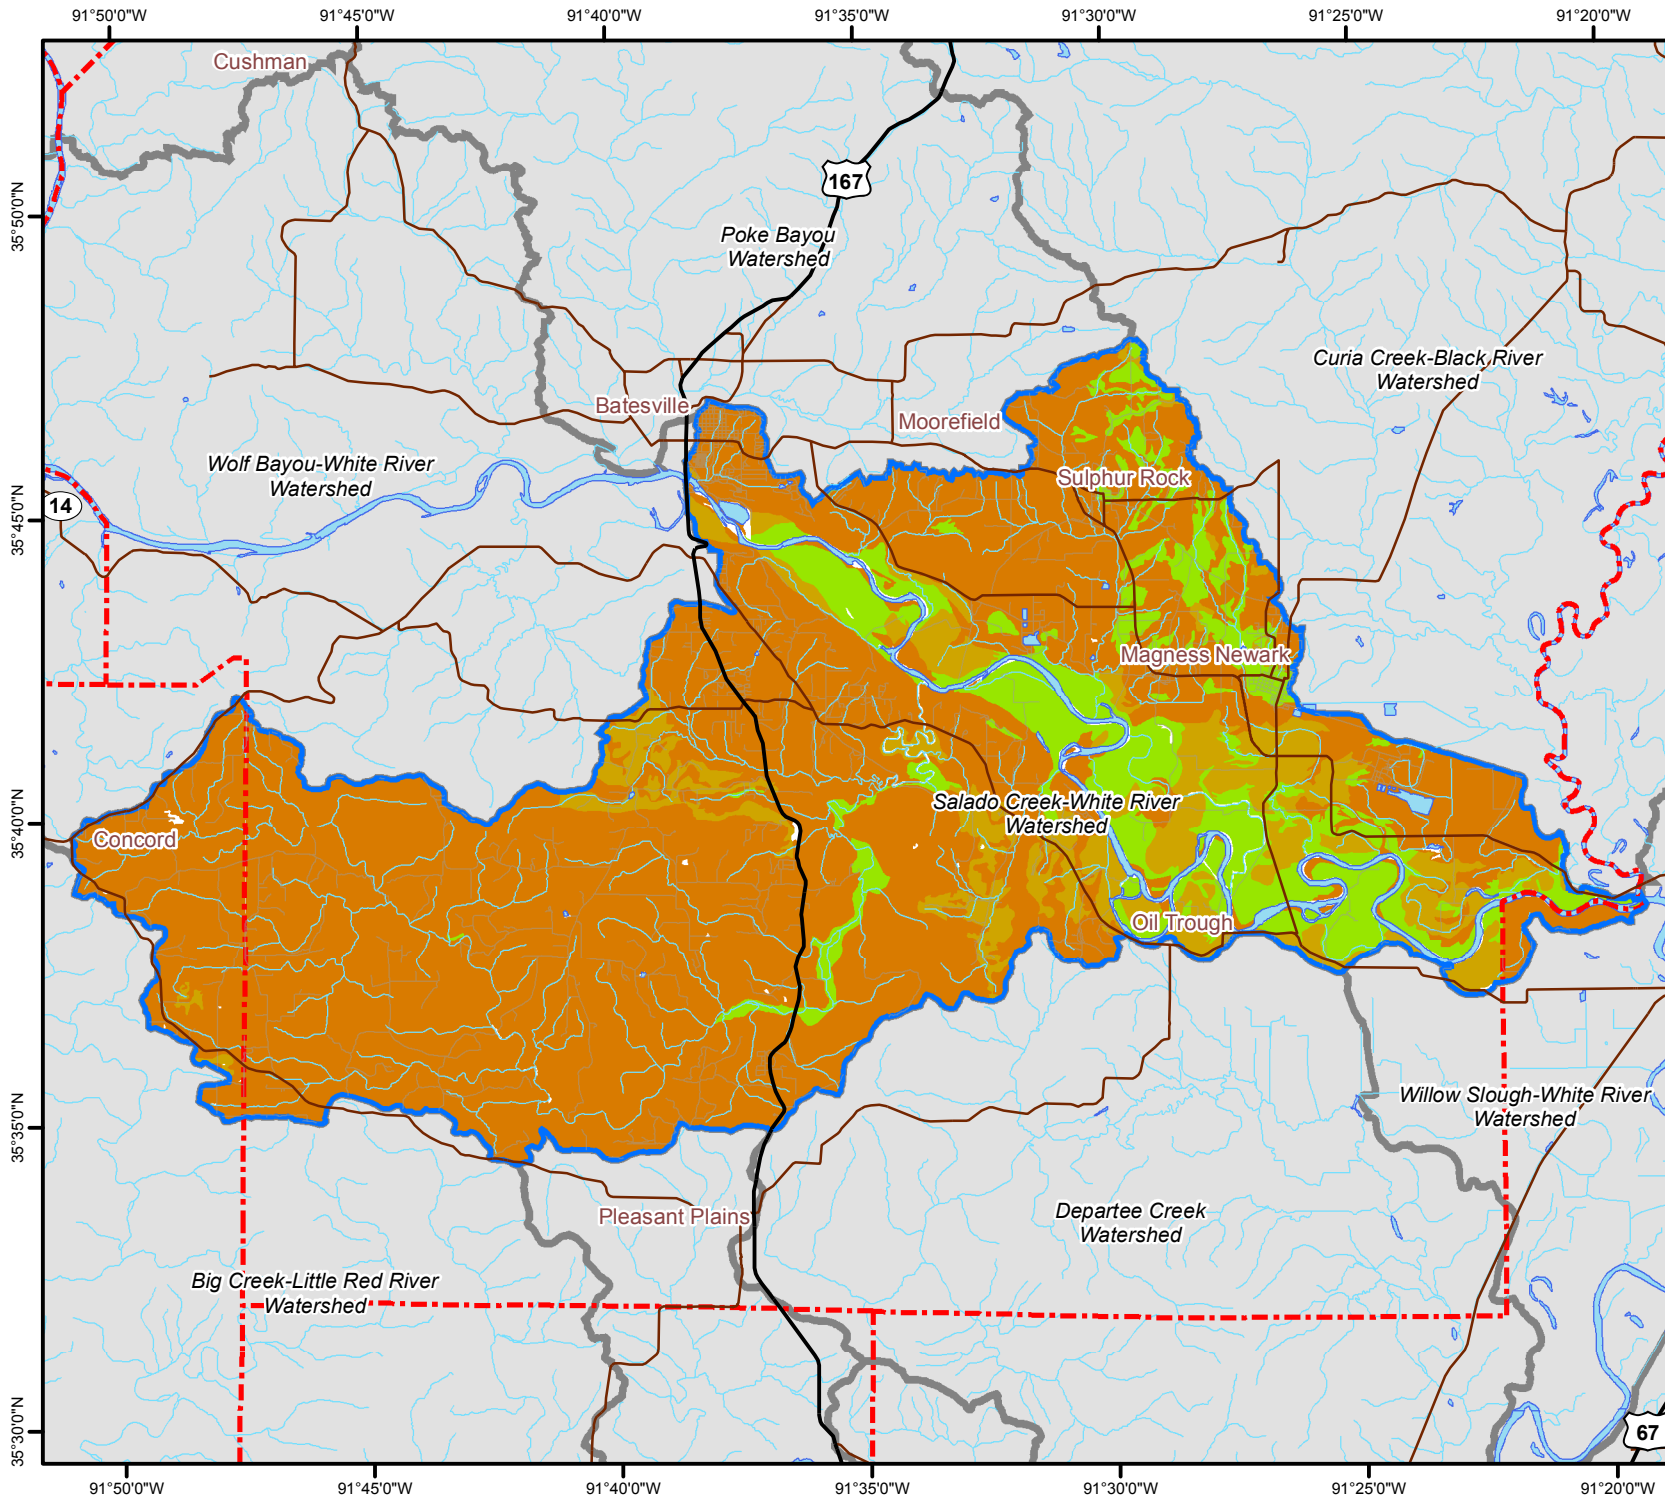 91°50'0"W
91°45'0"W
91°40'0"W
91°35'0"W
91°30'0"W
91°25'0"W
91°20'0"W
Cushman
167
35°50'0"N
Poke Bayou
Watershed
Curia Creek-Black River
Watershed
Batesville
Moorefield
Wolf Bayou-White River
Watershed
Sulphur Rock
14
35°45'0"N
Magness Newark
Salado Creek-White River
Watershed
35°40'0"N
Concord
Oil Trough
Willow Slough-White River
Watershed
35°35'0"N
Departee Creek
Watershed
Pleasant Plains
Big Creek-Little Red River
Watershed
67
35°30'0"N
91°50'0"W
91°45'0"W
91°40'0"W
91°35'0"W
91°30'0"W
91°25'0"W
91°20'0"W